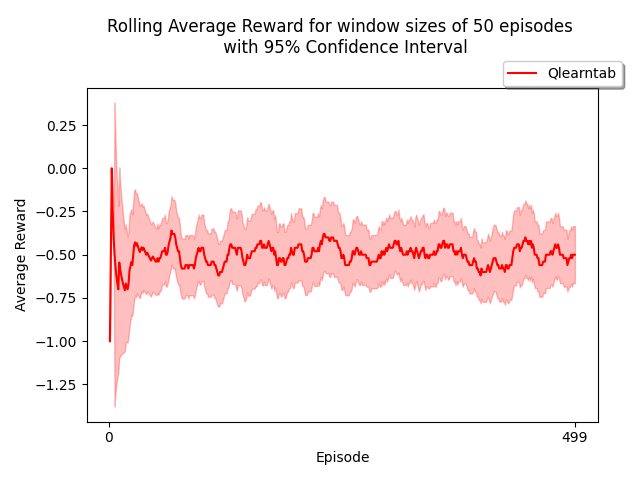 Rolling Average Reward for window sizes of 50 episodes
with 95% Confidence Interval
Qlearntab
0.25
0.00
−0.25
−0.50
−0.75
−1.00
−1.25
Average Reward
0
499
Episode